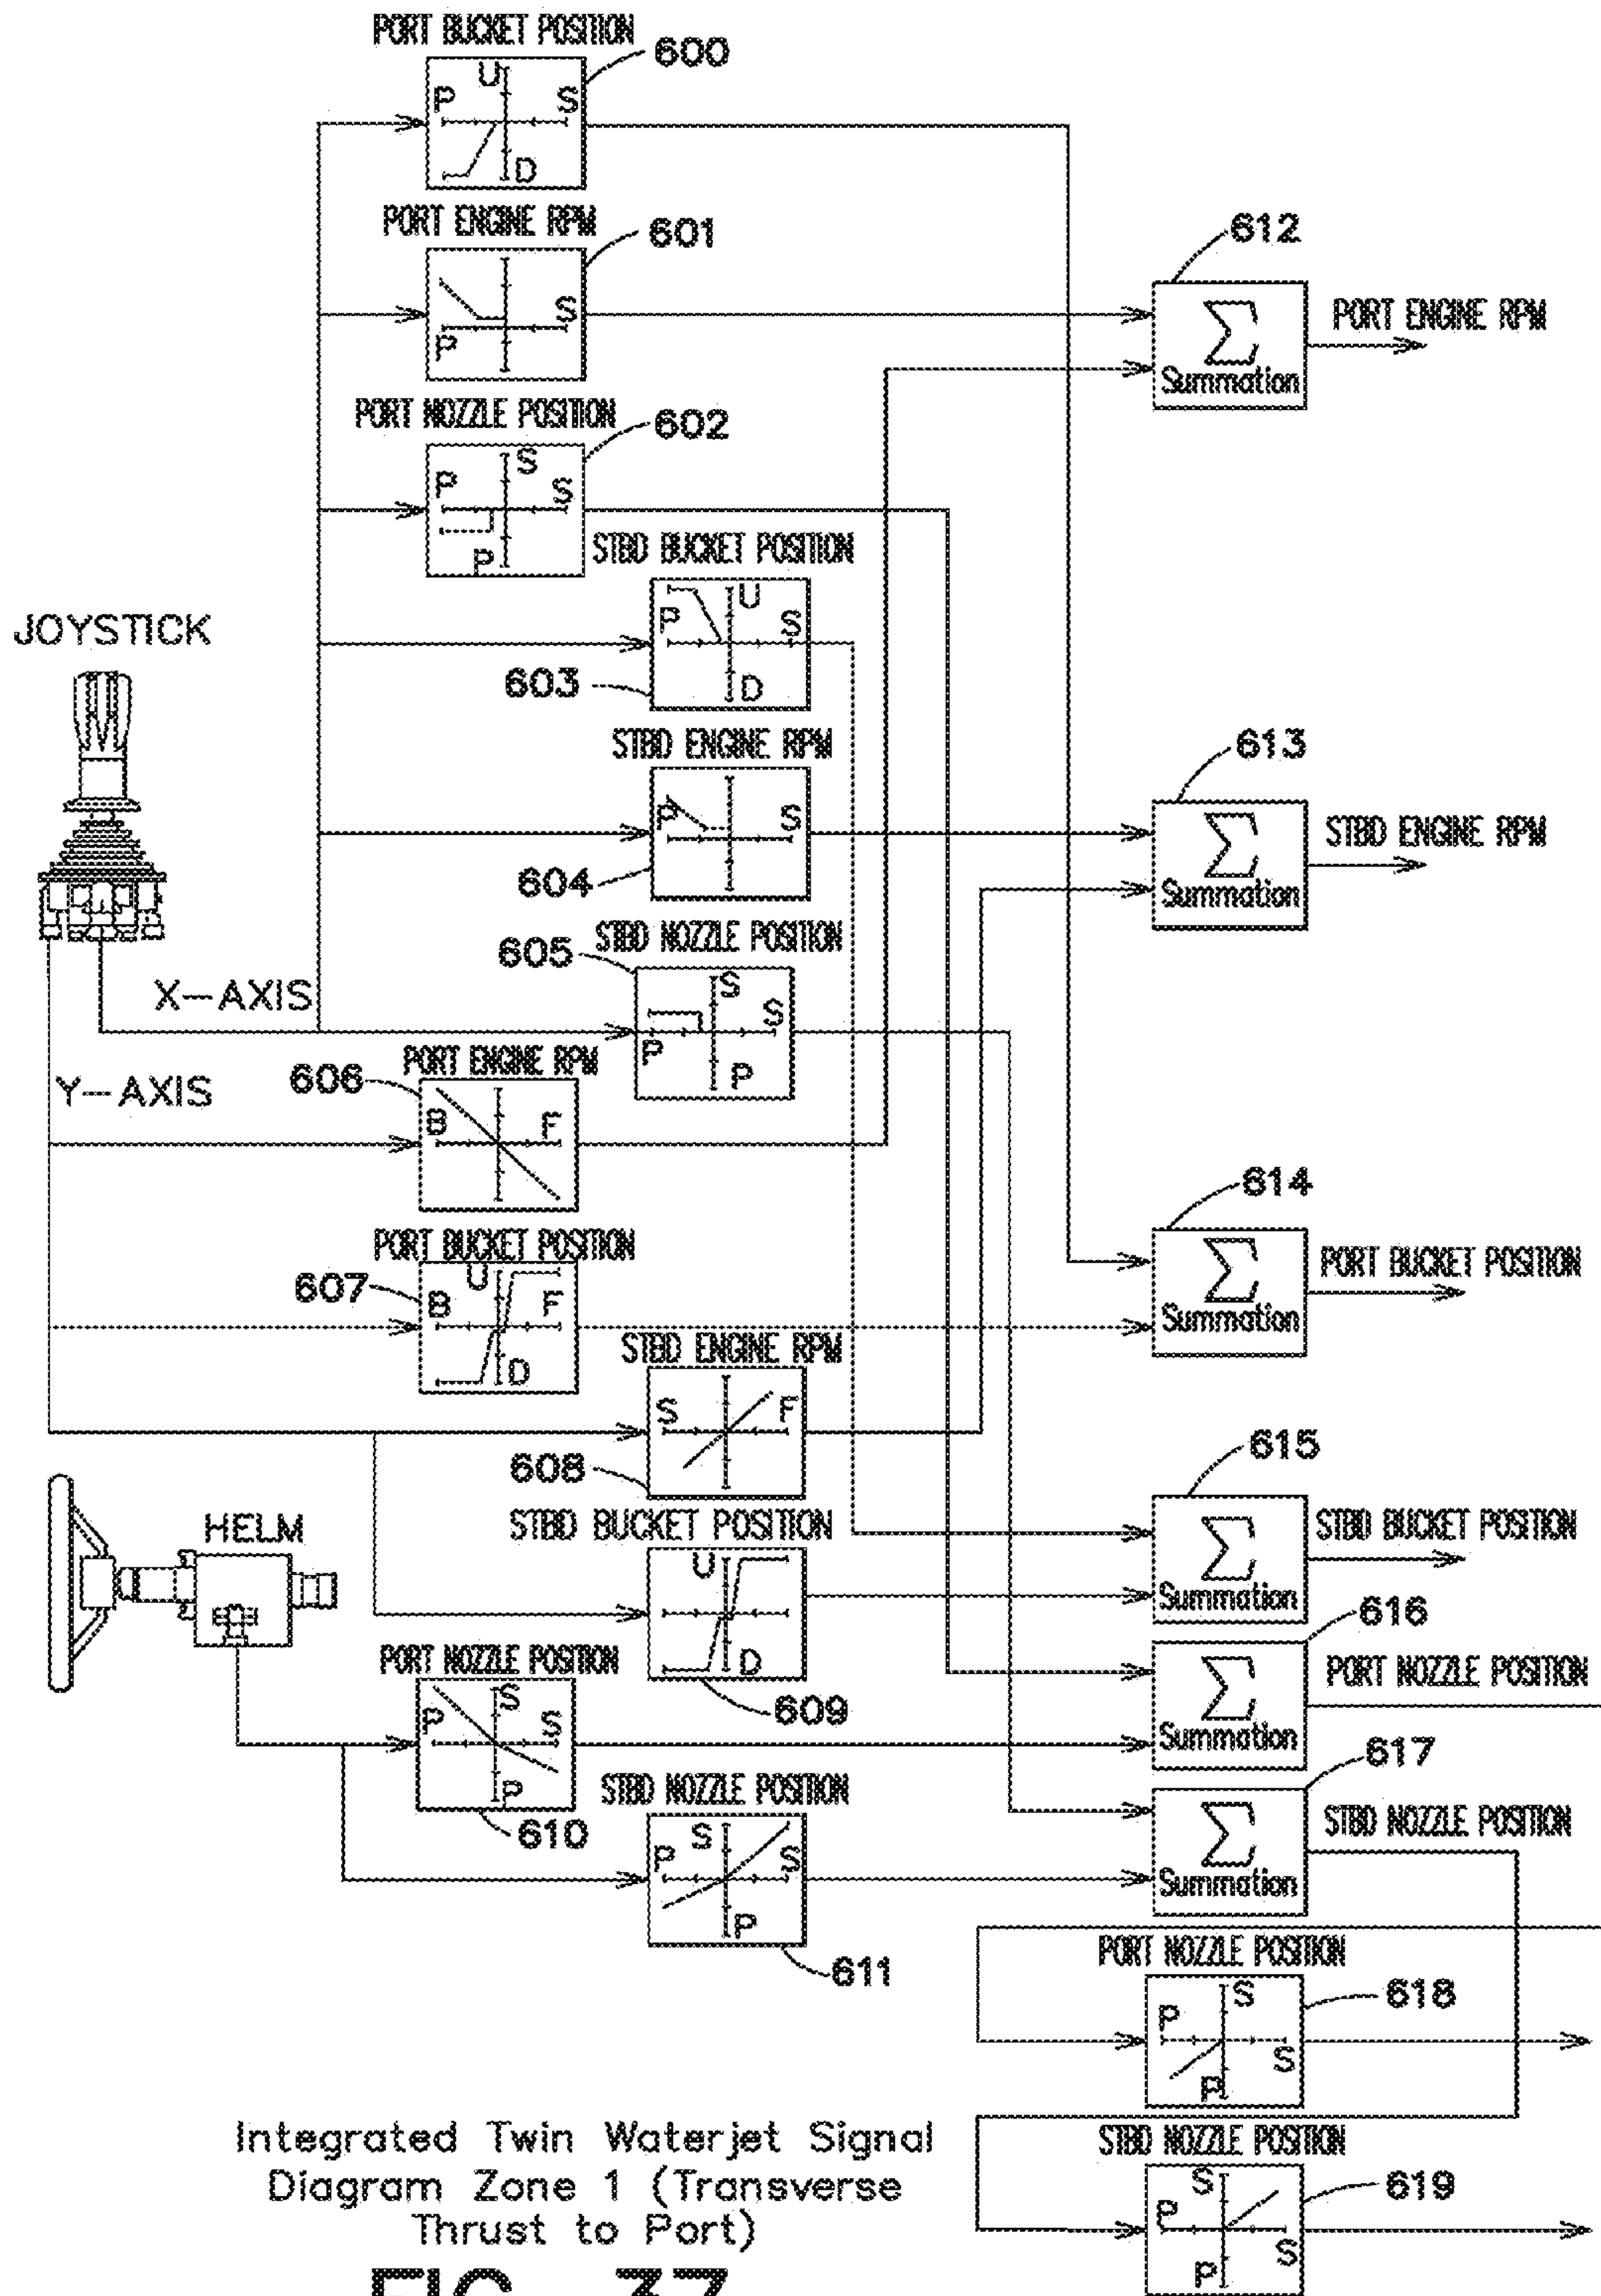 PORT BUCKET POSITION
600
P U S D
PORT ENGINE RPM
601
P S
PORT NOZZLE POSITION
602
P S S P
STBD BUCKET POSITION
P U S D
603
JOYSTICK
STBD ENGINE RPM
P S
604
STBD NOZZLE POSITION
605
S S P P
X-AXIS
Y-AXIS
PORT ENGINE RPM
606
B F
PORT BUCKET POSITION
607
U B F D
STBD ENGINE RPM
S F
608
HELM
STBD BUCKET POSITION
U D
609
PORT NOZZLE POSITION
S P S P
610
STBD NOZZLE POSITION
S P S P
611
612
Σ
Summation
PORT ENGINE RPM
613
Σ
Summation
STBD ENGINE RPM
614
Σ
Summation
PORT BUCKET POSITION
615
Σ
Summation
STBD BUCKET POSITION
616
Σ
Summation
PORT NOZZLE POSITION
617
Σ
Summation
STBD NOZZLE POSITION
PORT NOZZLE POSITION
618
S P S P
STBD NOZZLE POSITION
619
S P S P
Integrated Twin Waterjet Signal
Diagram Zone 1 (Transverse
Thrust to Port)
FIG. 37